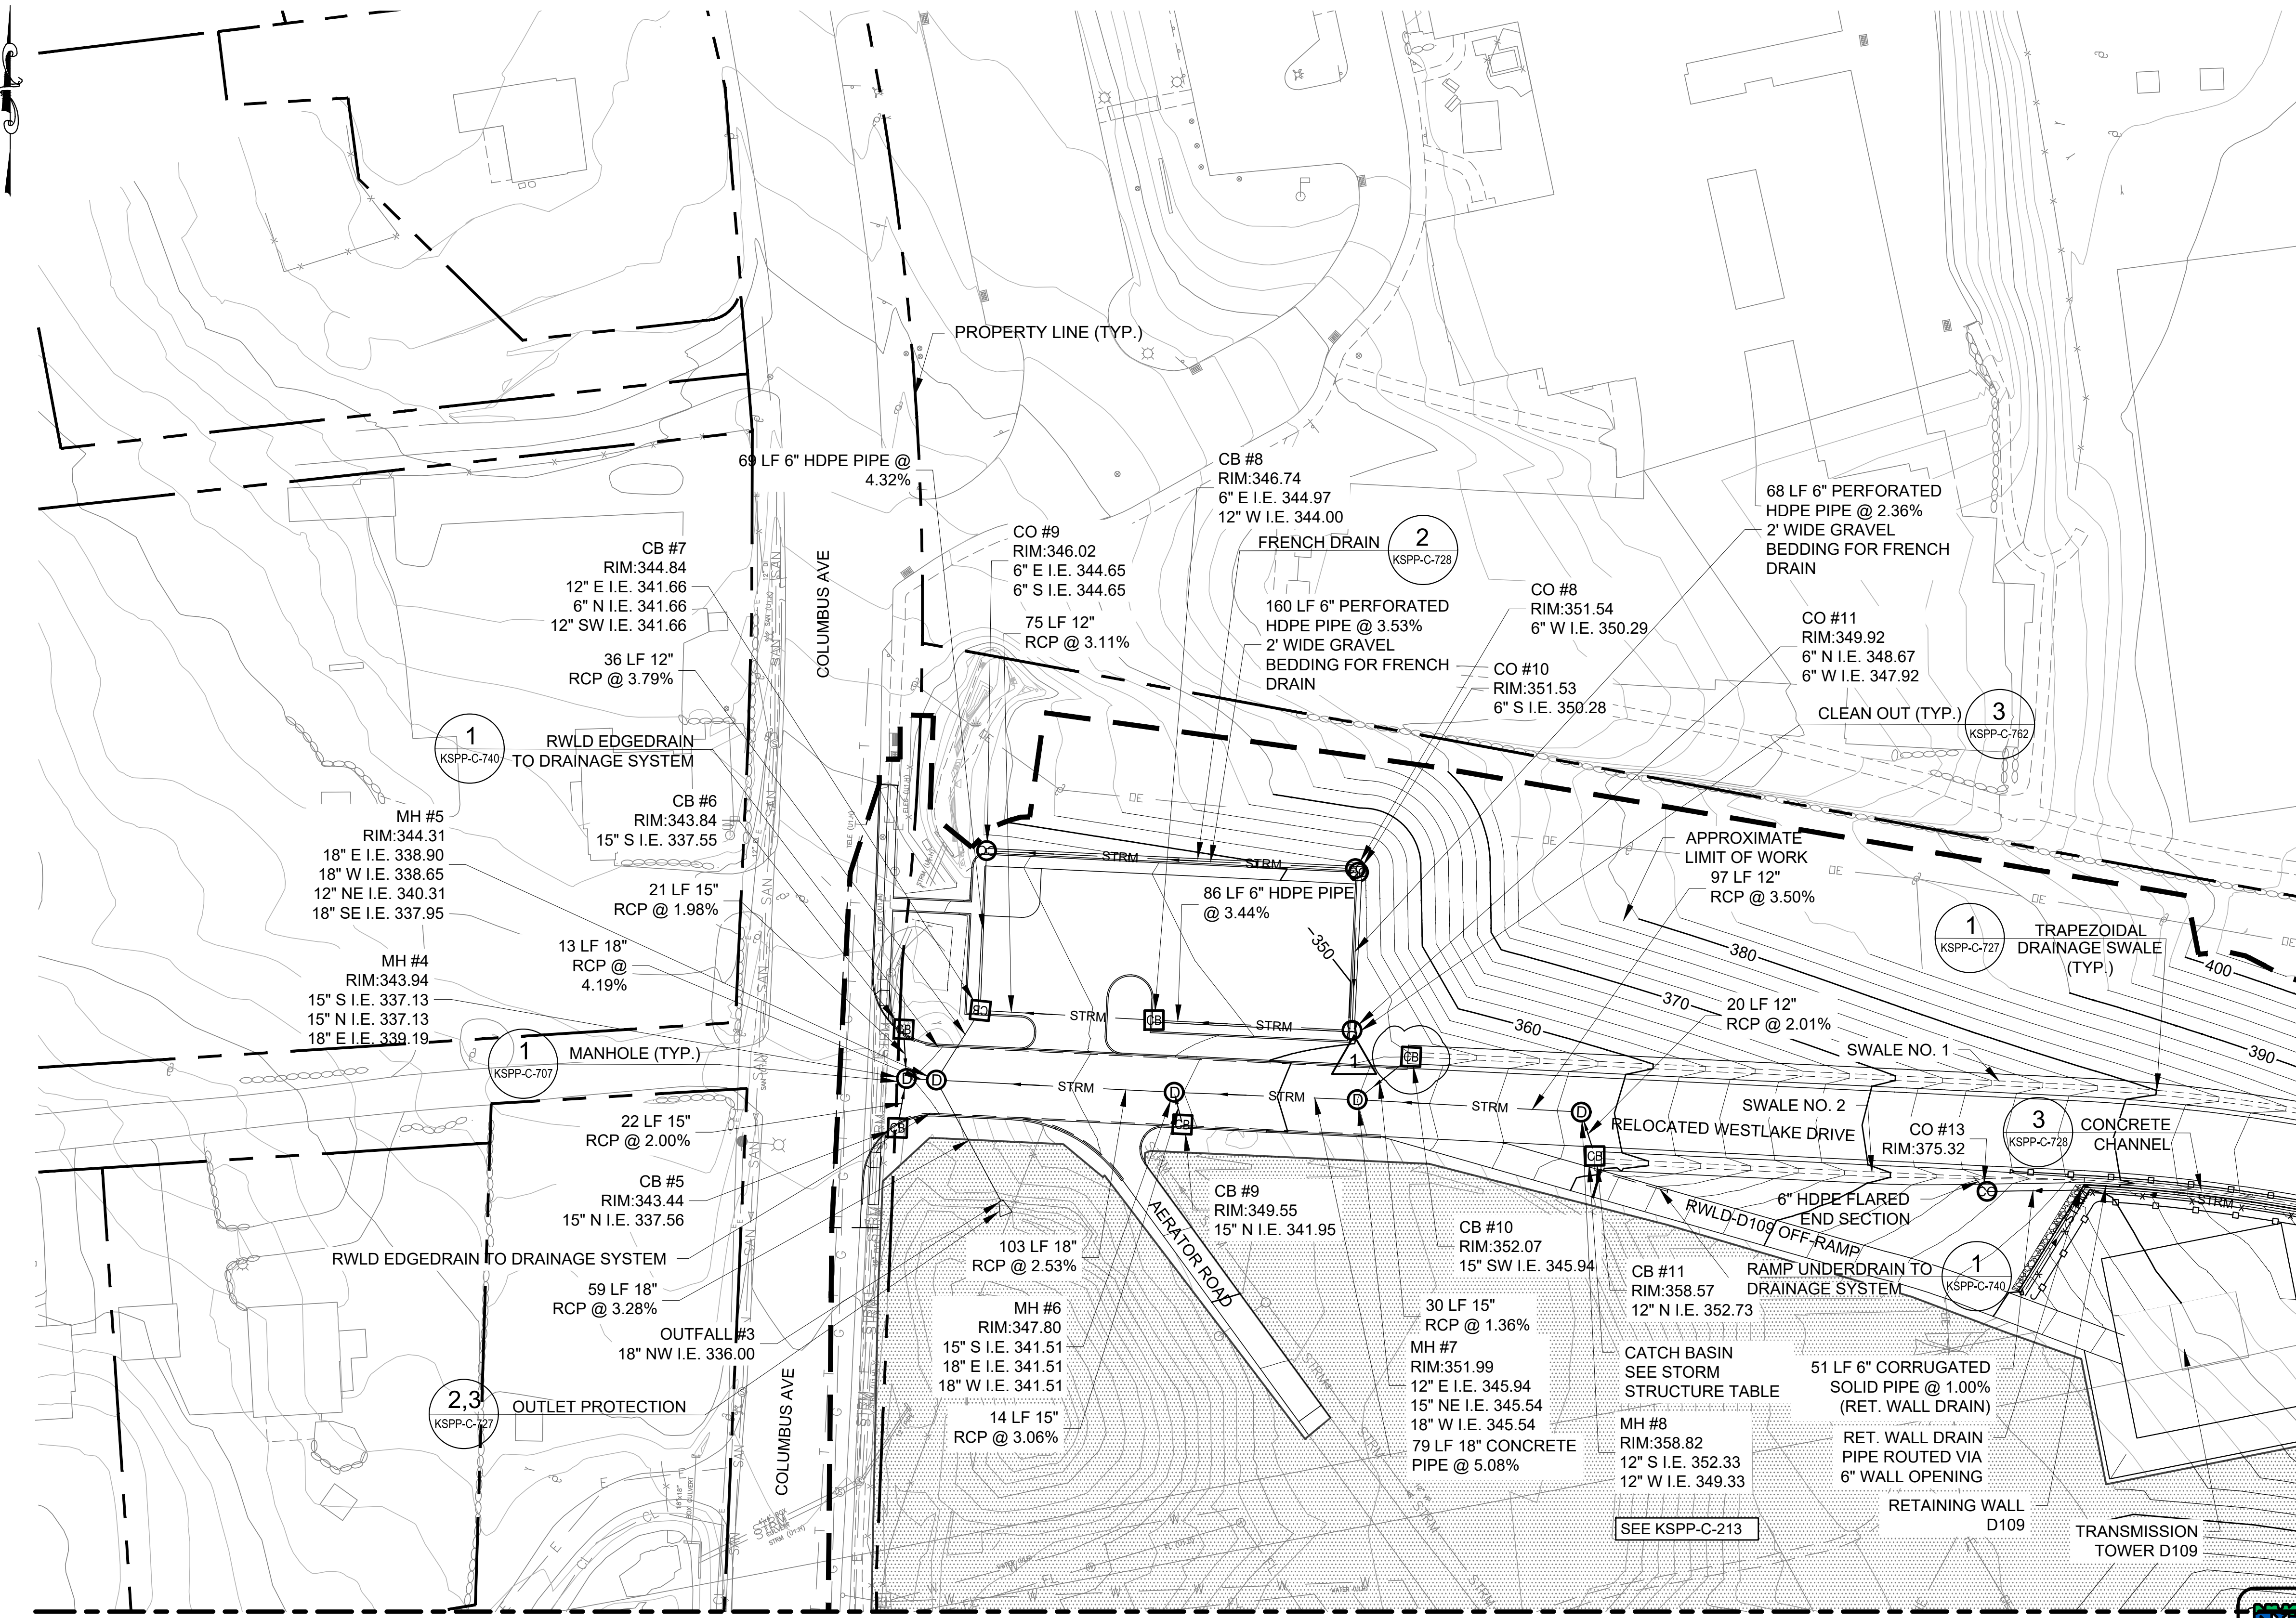 PROPERTY LINE (TYP.)
69 LF 6" HDPE PIPE @
4.32%
CB #8
RIM:346.74
6" E I.E. 344.97
12" W I.E. 344.00
FRENCH DRAIN
2
KSPP-C-728
68 LF 6" PERFORATED
HDPE PIPE @ 2.36%
2' WIDE GRAVEL
BEDDING FOR FRENCH
DRAIN
CB #7
RIM:344.84
12" E I.E. 341.66
6" N I.E. 341.66
12" SW I.E. 341.66
36 LF 12"
RCP @ 3.79%
COLUMBUS AVE
CO #9
RIM:346.02
6" E I.E. 344.65
6" S I.E. 344.65
75 LF 12"
RCP @ 3.11%
160 LF 6" PERFORATED
HDPE PIPE @ 3.53%
2' WIDE GRAVEL
BEDDING FOR FRENCH
DRAIN
CO #8
RIM:351.54
6" W I.E. 350.29
CO #10
RIM:351.53
6" S I.E. 350.28
CO #11
RIM:349.92
6" N I.E. 348.67
6" W I.E. 347.92
CLEAN OUT (TYP.)
3
KSPP-C-762
1
KSPP-C-740
RWLD EDGEDRAIN
TO DRAINAGE SYSTEM
CB #6
RIM:343.84
15" S I.E. 337.55
MH #5
RIM:344.31
18" E I.E. 338.90
18" W I.E. 338.65
12" NE I.E. 340.31
18" SE I.E. 337.95
21 LF 15"
RCP @ 1.98%
13 LF 18"
RCP @
4.19%
MH #4
RIM:343.94
15" S I.E. 337.13
15" N I.E. 337.13
18" E I.E. 339.19
1
KSPP-C-707
MANHOLE (TYP.)
STRM
STRM
86 LF 6" HDPE PIPE
@ 3.44%
350
APPROXIMATE
LIMIT OF WORK
97 LF 12"
RCP @ 3.50%
1
KSPP-C-727
TRAPEZOIDAL
DRAINAGE SWALE
(TYP.)
380
400
370
360
390
20 LF 12"
RCP @ 2.01%
SWALE NO. 1
CB
CB
CB
CB
STRM
STRM
1
D
D
D
D
D
STRM
STRM
STRM
SWALE NO. 2
RELOCATED WESTLAKE DRIVE
CO #13
RIM:375.32
3
KSPP-C-728
CONCRETE
CHANNEL
22 LF 15"
RCP @ 2.00%
CB
CB
CB
CB #5
RIM:343.44
15" N I.E. 337.56
CB #9
RIM:349.55
15" N I.E. 341.95
AERATOR ROAD
6" HDPE FLARED
END SECTION
STRM
RWLD-D109 OFF-RAMP
RWLD EDGEDRAIN TO DRAINAGE SYSTEM
103 LF 18"
RCP @ 2.53%
CB #10
RIM:352.07
15" SW I.E. 345.94
CB #11
RIM:358.57
12" N I.E. 352.73
RAMP UNDERDRAIN TO
DRAINAGE SYSTEM
1
KSPP-C-740
59 LF 18"
RCP @ 3.28%
OUTFALL #3
18" NW I.E. 336.00
MH #6
RIM:347.80
15" S I.E. 341.51
18" E I.E. 341.51
18" W I.E. 341.51
30 LF 15"
RCP @ 1.36%
MH #7
RIM:351.99
12" E I.E. 345.94
15" NE I.E. 345.54
18" W I.E. 345.54
79 LF 18" CONCRETE
PIPE @ 5.08%
CATCH BASIN
SEE STORM
STRUCTURE TABLE
51 LF 6" CORRUGATED
SOLID PIPE @ 1.00%
(RET. WALL DRAIN)
2,3
KSPP-C-727
OUTLET PROTECTION
COLUMBUS AVE
14 LF 15"
RCP @ 3.06%
MH #8
RIM:358.82
12" S I.E. 352.33
12" W I.E. 349.33
RET. WALL DRAIN
PIPE ROUTED VIA
6" WALL OPENING
RETAINING WALL
D109
SEE KSPP-C-213
TRANSMISSION
TOWER D109